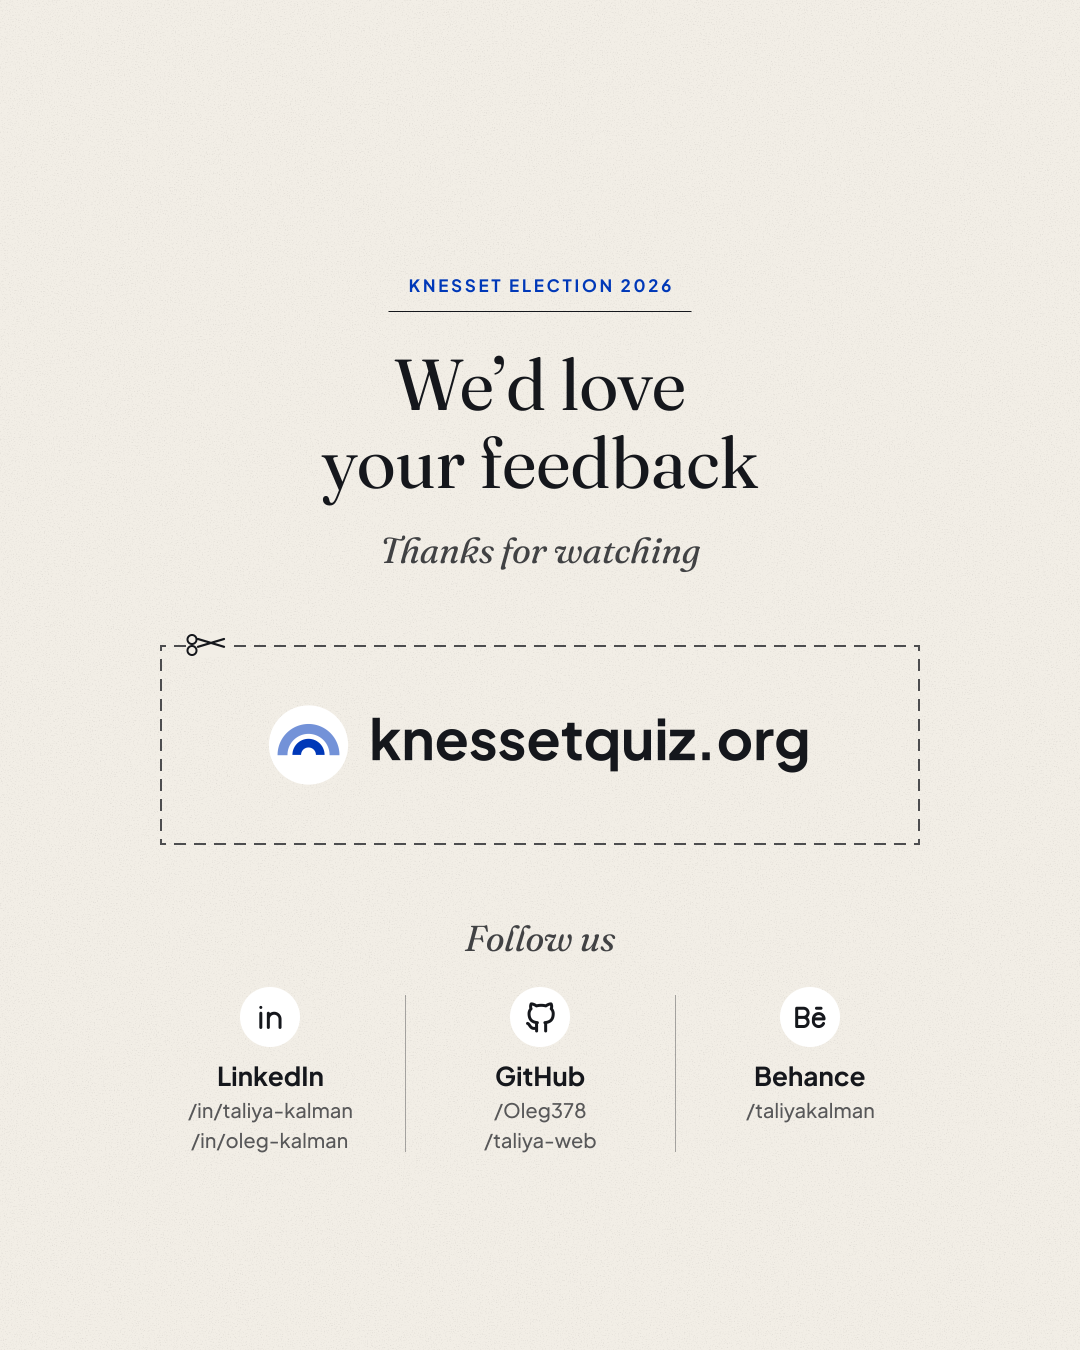 KNESSET ELECTION 2026
We’d love
your feedback
Thanks for watching
knessetquiz.org
Follow us
in
LinkedIn
/in/taliya-kalman
/in/oleg-kalman
GitHub
/Oleg378
/taliya-web
Bē
Behance
/taliyakalman